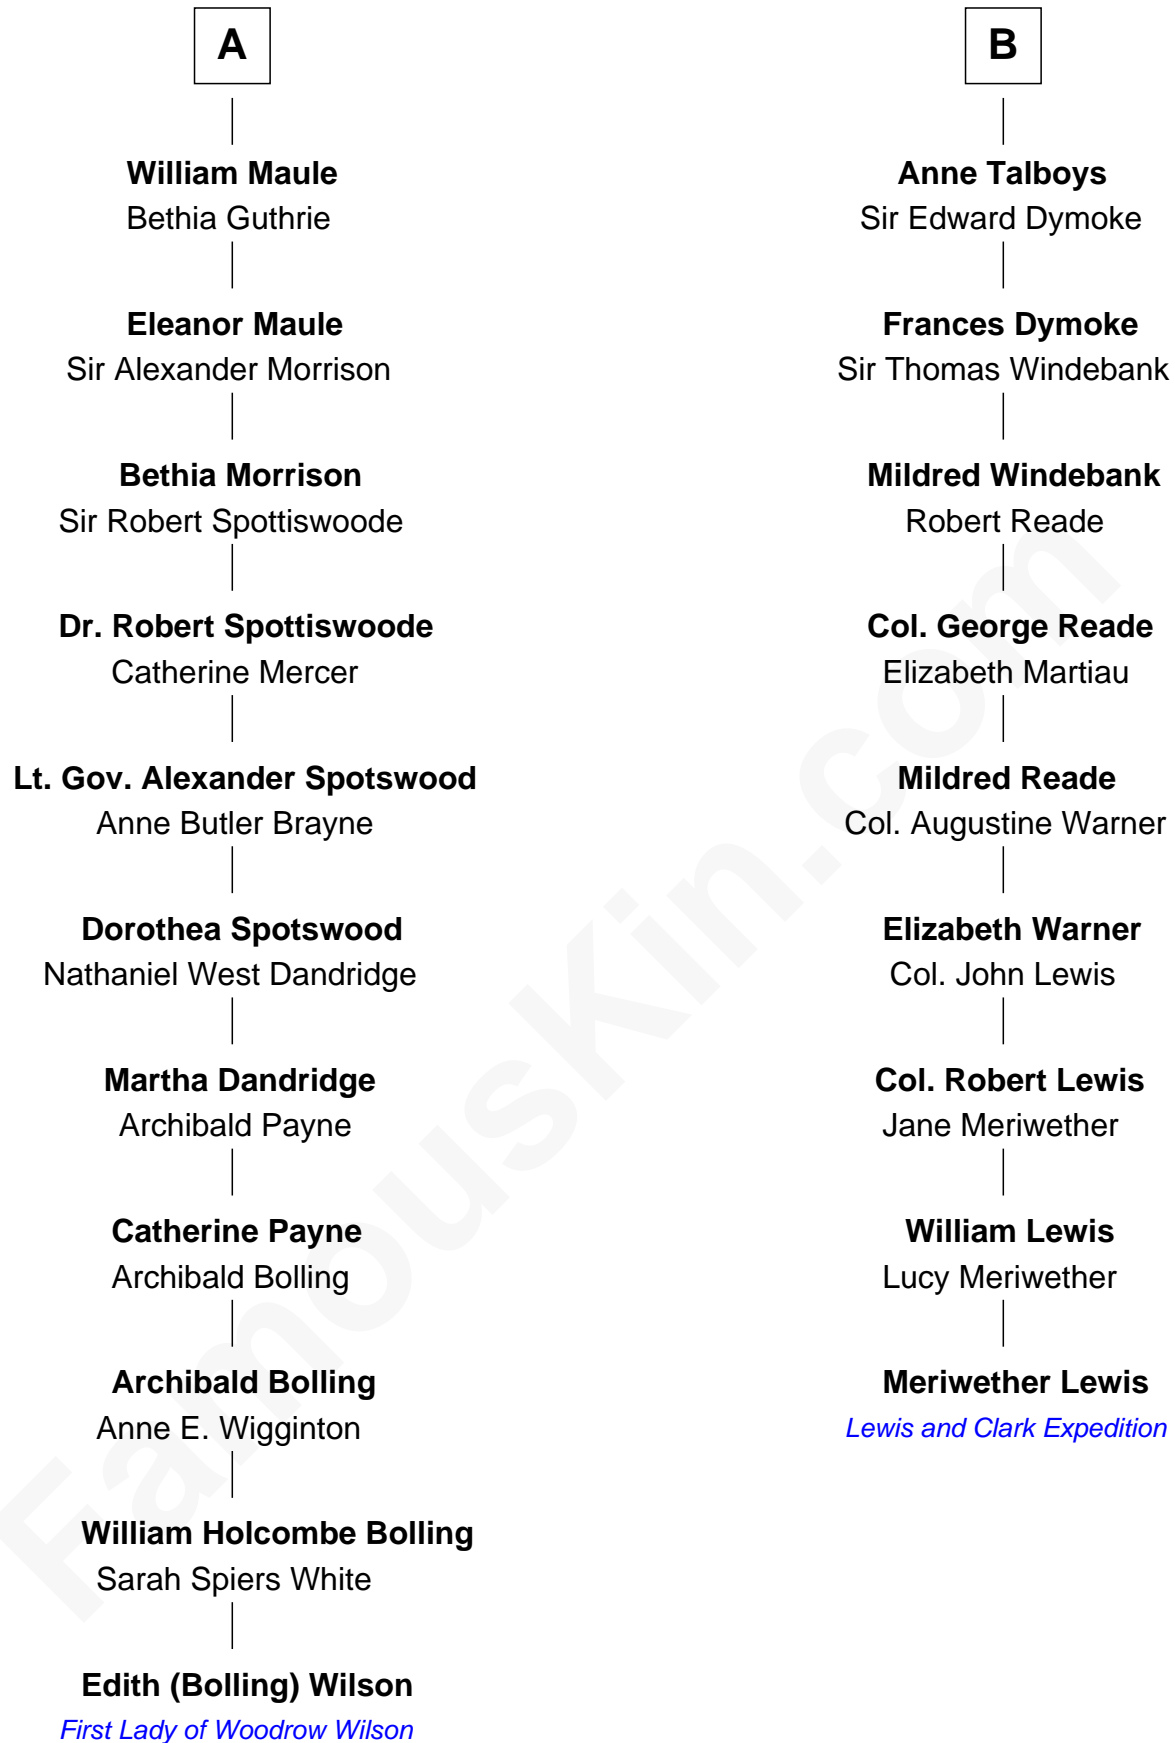 A
William Maule
Bethia Guthrie
Eleanor Maule
Sir Alexander Morrison
Bethia Morrison
Sir Robert Spottiswoode
Dr. Robert Spottiswoode
Catherine Mercer
Lt. Gov. Alexander Spotswood
Anne Butler Brayne
Dorothea Spotswood
Nathaniel West Dandridge
Martha Dandridge
Archibald Payne
Catherine Payne
Archibald Bolling
Archibald Bolling
Anne E. Wigginton
William Holcombe Bolling
Sarah Spiers White
Edith (Bolling) Wilson
First Lady of Woodrow Wilson
B
Anne Talboys
Sir Edward Dymoke
Frances Dymoke
Sir Thomas Windebank
Mildred Windebank
Robert Reade
Col. George Reade
Elizabeth Martiau
Mildred Reade
Col. Augustine Warner
Elizabeth Warner
Col. John Lewis
Col. Robert Lewis
Jane Meriwether
William Lewis
Lucy Meriwether
Meriwether Lewis
Lewis and Clark Expedition
FamousKin.com